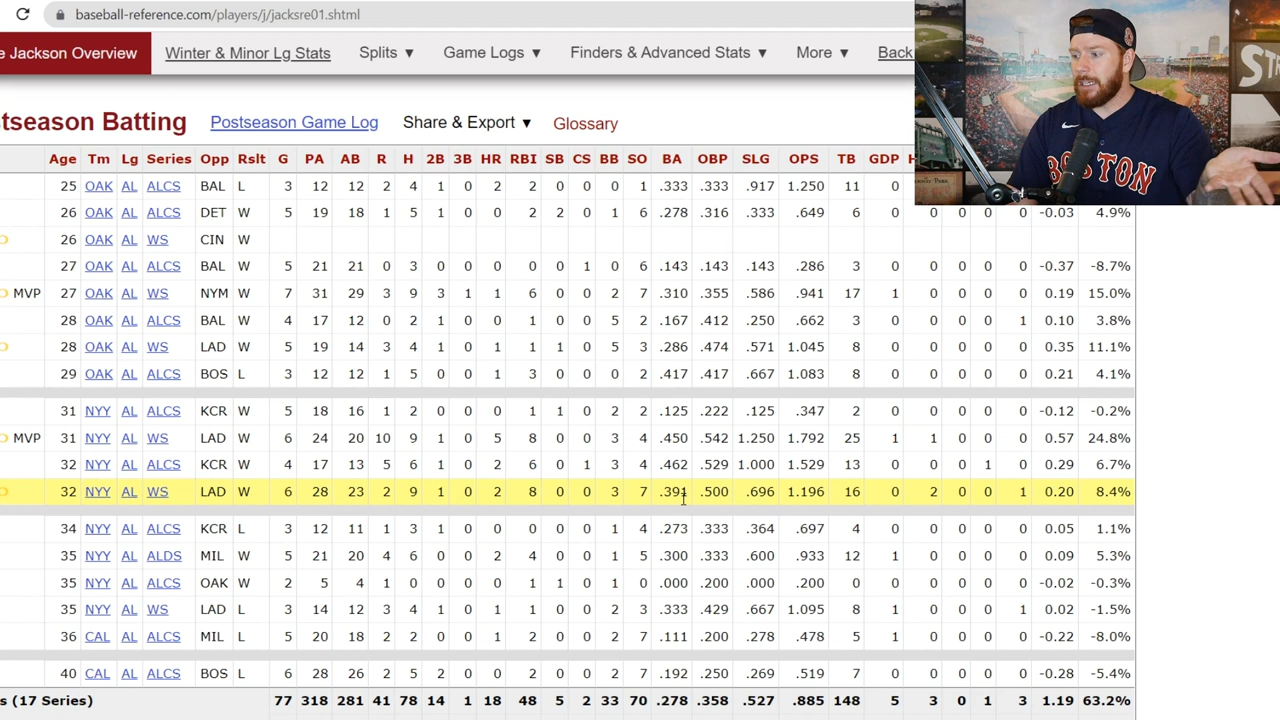 baseball-reference.com/players/j/jacksre01.shtml
e Jackson Overview Winter & Minor Lg Stats Splits ▼ Game Logs ▼ Finders & Advanced Stats ▼ More ▼ Back
tseason Batting Postseason Game Log Share & Export ▼ Glossary
Age Tm Lg Series Opp Rslt G PA AB R H 2B 3B HR RBI SB CS BB SO BA OBP SLG OPS TB GDP H
25 OAK AL ALCS BAL L 3 12 12 2 4 1 0 2 2 0 0 0 1 .333 .333 .917 1.250 11 0
26 OAK AL ALCS DET W 5 19 18 1 5 1 0 0 2 2 0 1 6 .278 .316 .333 .649 6 0 0 0 0 0 -0.03 4.9%
26 OAK AL WS CIN W
27 OAK AL ALCS BAL W 5 21 21 0 3 0 0 0 0 0 1 0 6 .143 .143 .143 .286 3 0 0 0 0 0 -0.37 -8.7%
MVP 27 OAK AL WS NYM W 7 31 29 3 9 3 1 1 6 0 0 2 7 .310 .355 .586 .941 17 1 0 0 0 0 0.19 15.0%
28 OAK AL ALCS BAL W 4 17 12 0 2 1 0 0 1 0 0 5 2 .167 .412 .250 .662 3 0 0 0 0 1 0.10 3.8%
28 OAK AL WS LAD W 5 19 14 3 4 1 0 1 1 1 0 5 3 .286 .474 .571 1.045 8 0 0 0 0 0 0.35 11.1%
29 OAK AL ALCS BOS L 3 12 12 1 5 0 0 1 3 0 0 0 2 .417 .417 .667 1.083 8 0 0 0 0 0 0.21 4.1%
31 NYY AL ALCS KCR W 5 18 16 1 2 0 0 0 1 1 0 2 2 .125 .222 .125 .347 2 0 0 0 0 0 -0.12 -0.2%
MVP 31 NYY AL WS LAD W 6 24 20 10 9 1 0 5 8 0 0 3 4 .450 .542 1.250 1.792 25 1 1 0 0 0 0.57 24.8%
32 NYY AL ALCS KCR W 4 17 13 5 6 1 0 2 6 0 1 3 4 .462 .529 1.000 1.529 13 0 0 0 1 0 0.29 6.7%
32 NYY AL WS LAD W 6 28 23 2 9 1 0 2 8 0 0 3 7 .391 .500 .696 1.196 16 0 2 0 0 1 0.20 8.4%
34 NYY AL ALCS KCR L 3 12 11 1 3 1 0 0 0 0 0 1 4 .273 .333 .364 .697 4 0 0 0 0 0 0.05 1.1%
35 NYY AL ALDS MIL W 5 21 20 4 6 0 0 2 4 0 0 1 5 .300 .333 .600 .933 12 1 0 0 0 0 0.09 5.3%
35 NYY AL ALCS OAK W 2 5 4 1 0 0 0 0 1 1 0 1 0 .000 .200 .000 .200 0 0 0 0 0 0 -0.02 -0.3%
35 NYY AL WS LAD L 3 14 12 3 4 1 0 1 1 0 0 2 3 .333 .429 .667 1.095 8 1 0 0 0 1 0.02 -1.5%
36 CAL AL ALCS MIL L 5 20 18 2 2 0 0 1 2 0 0 2 7 .111 .200 .278 .478 5 1 0 0 0 0 -0.22 -8.0%
40 CAL AL ALCS BOS L 6 28 26 2 5 2 0 0 2 0 0 2 7 .192 .250 .269 .519 7 0 0 0 0 0 -0.28 -5.4%
s (17 Series) 77 318 281 41 78 14 1 18 48 5 2 33 70 .278 .358 .527 .885 148 5 3 0 1 3 1.19 63.2%
BOSTON
ST